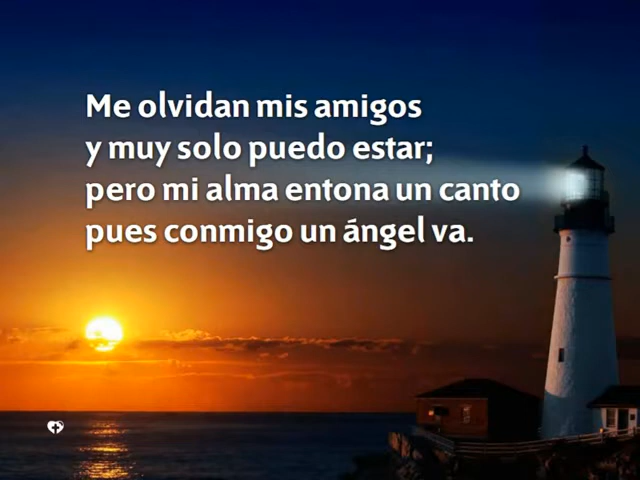 Me olvidan mis amigos
y muy solo puedo estar;
pero mi alma entona un canto
pues conmigo un ángel va.